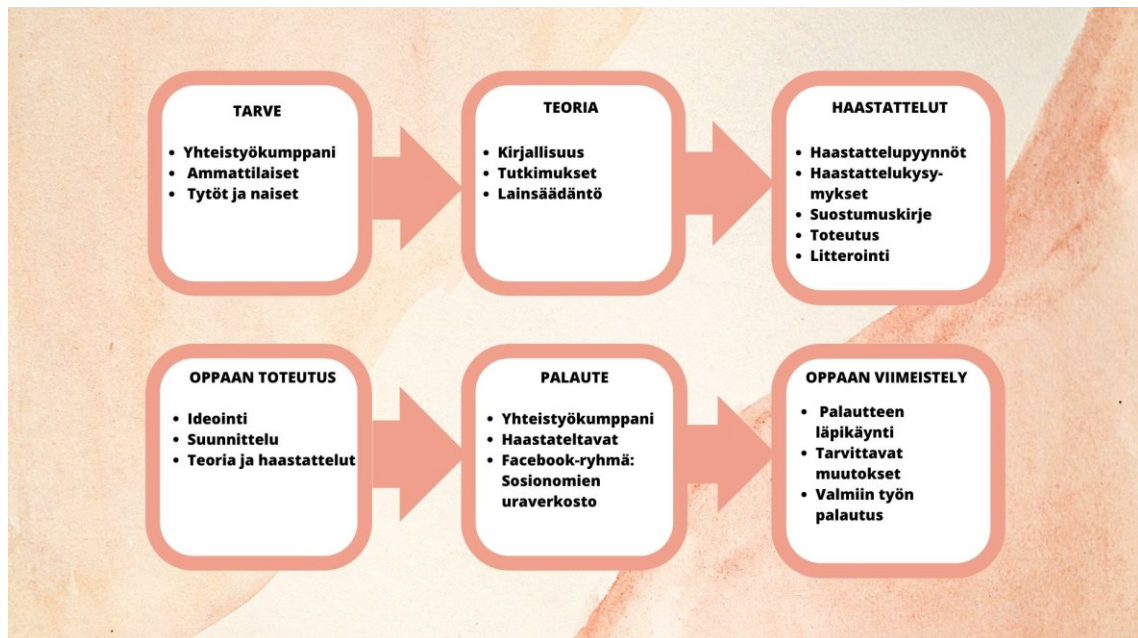 TARVE
• Yhteistyökumppani
• Ammattilaiset
• Tytöt ja naiset
TEORIA
• Kirjallisuus
• Tutkimukset
• Lainsäädäntö
HAASTATTELUT
• Haastattelupyynnöt
• Haastattelukysy-
mykset
• Suostumuskirje
• Toteutus
• Litterointi
OPPAAN TOTEUTUS
• Ideointi
• Suunnittelu
• Teoria ja haastattelut
PALAUTE
• Yhteistyökumppani
• Haastateltavat
• Facebook-ryhmä:
Sosionomien
uraverkosto
OPPAAN VIIMEISTELY
• Palautteen
läpikäynti
• Tarvittavat
muutokset
• Valmiin työn
palautus